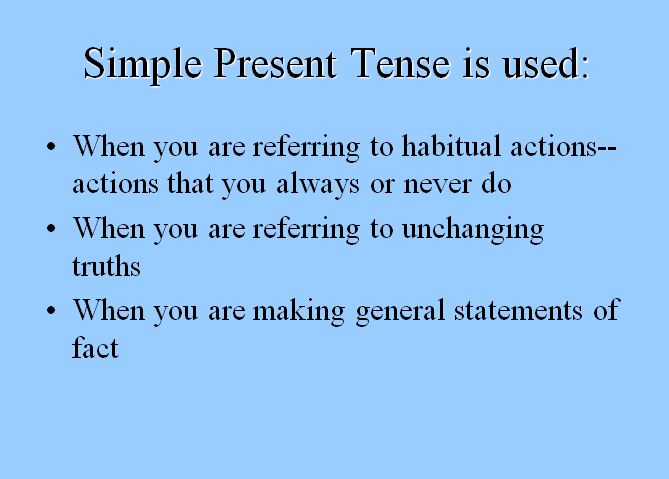 Simple Present Tense is used:
• When you are referring to habitual actions--
actions that you always or never do
• When you are referring to unchanging
truths
• When you are making general statements of
fact